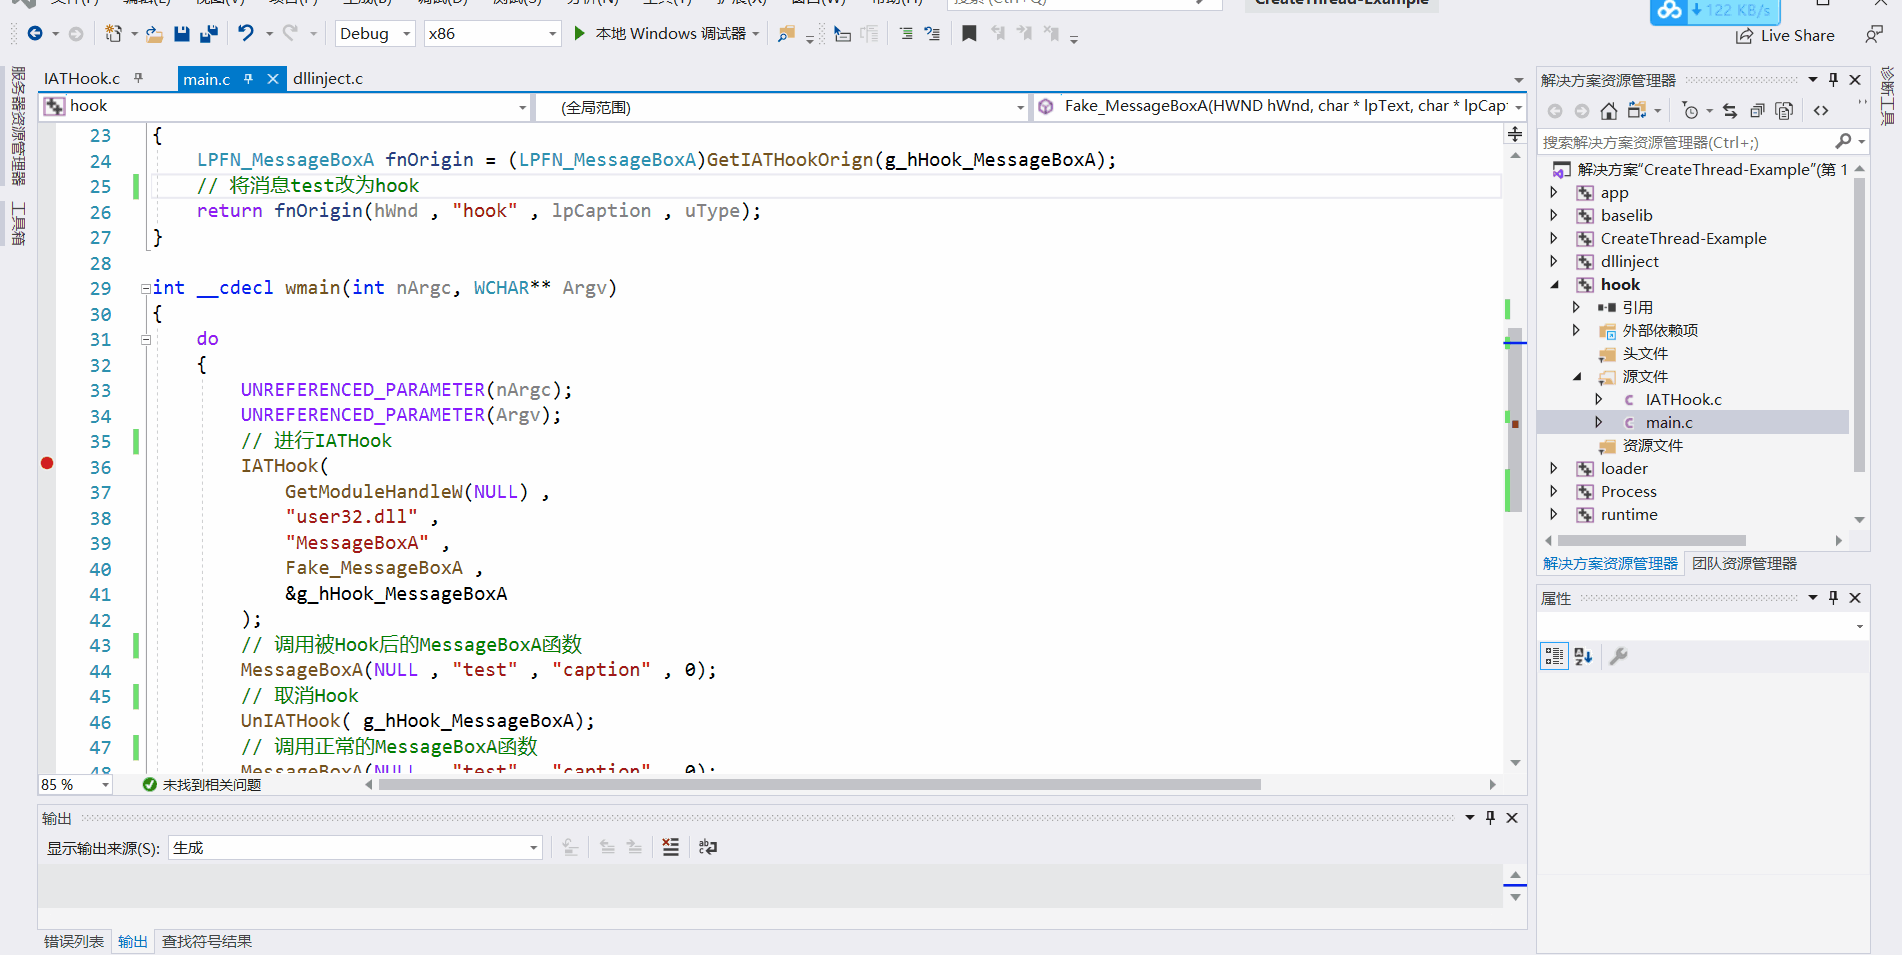 CreateThread-Example
122 KB/s
Debug
x86
本地 Windows 调试器
Live Share
服务器资源管理器
工具箱
IATHook.c
main.c
dllinject.c
hook
(全局范围)
Fake_MessageBoxA(HWND hWnd, char * lpText, char * lpCap
23 {
24 LPFN_MessageBoxA fnOrigin = (LPFN_MessageBoxA)GetIATHookOrign(g_hHook_MessageBoxA);
25 // 将消息test改为hook
26 return fnOrigin(hWnd , "hook" , lpCaption , uType);
27 }
28
29 int __cdecl wmain(int nArgc, WCHAR** Argv)
30 {
31 do
32 {
33 UNREFERENCED_PARAMETER(nArgc);
34 UNREFERENCED_PARAMETER(Argv);
35 // 进行IATHook
36 IATHook(
37 GetModuleHandleW(NULL) ,
38 "user32.dll" ,
39 "MessageBoxA" ,
40 Fake_MessageBoxA ,
41 &g_hHook_MessageBoxA
42 );
43 // 调用被Hook后的MessageBoxA函数
44 MessageBoxA(NULL , "test" , "caption" , 0);
45 // 取消Hook
46 UnIATHook( g_hHook_MessageBoxA);
47 // 调用正常的MessageBoxA函数
48 MessageBoxA(NULL , "test" , "caption" , 0);
85 %
未找到相关问题
输出
显示输出来源(S):
生成
错误列表
输出
查找符号结果
解决方案资源管理器
搜索解决方案资源管理器(Ctrl+;)
解决方案"CreateThread-Example"(第 1
app
baselib
CreateThread-Example
dllinject
hook
引用
外部依赖项
头文件
源文件
IATHook.c
main.c
资源文件
loader
Process
runtime
解决方案资源管理器
团队资源管理器
属性
诊断工具